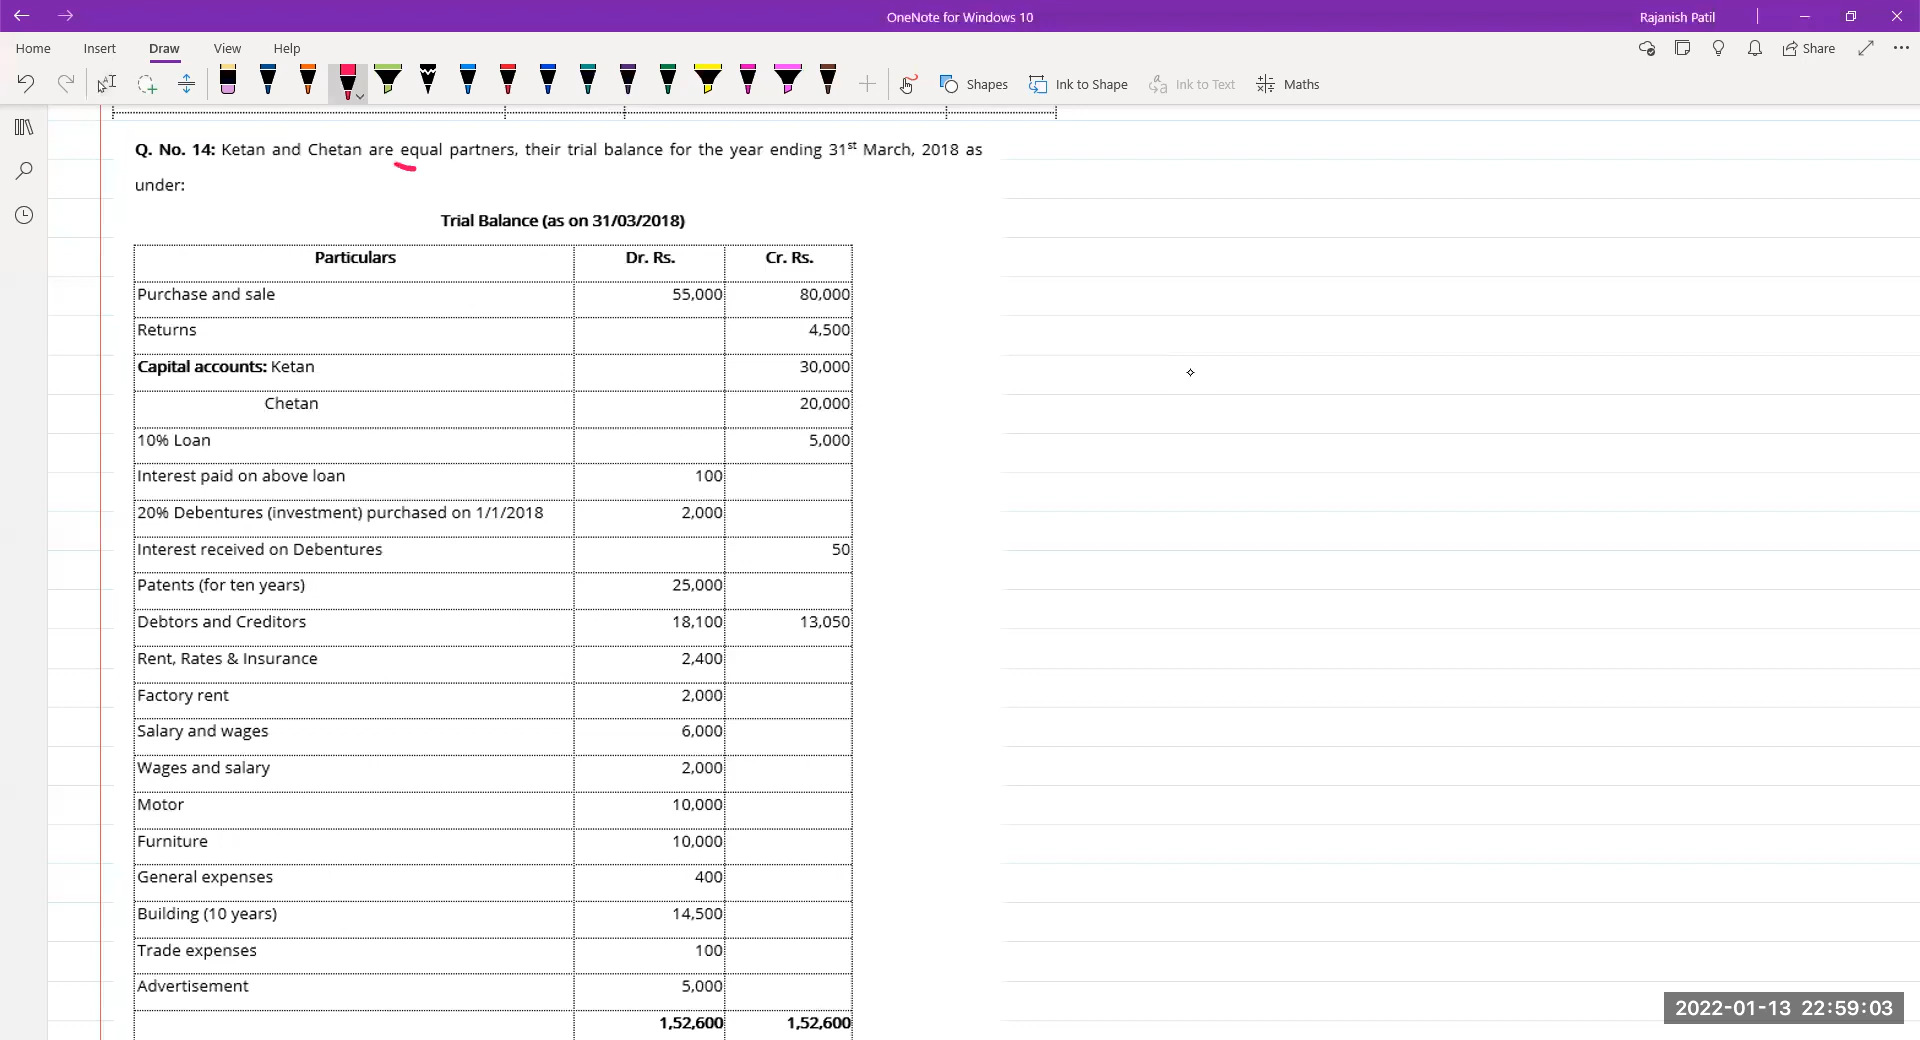 OneNote for Windows 10
Rajanish Patil
Home Insert Draw View Help
Share
Shapes Ink to Shape Ink to Text Maths
Q. No. 14: Ketan and Chetan are equal partners, their trial balance for the year ending 31st March, 2018 as
under:
Trial Balance (as on 31/03/2018)
Particulars Dr. Rs. Cr. Rs.
Purchase and sale 55,000 80,000
Returns 4,500
Capital accounts: Ketan 30,000
Chetan 20,000
10% Loan 5,000
Interest paid on above loan 100
20% Debentures (investment) purchased on 1/1/2018 2,000
Interest received on Debentures 50
Patents (for ten years) 25,000
Debtors and Creditors 18,100 13,050
Rent, Rates & Insurance 2,400
Factory rent 2,000
Salary and wages 6,000
Wages and salary 2,000
Motor 10,000
Furniture 10,000
General expenses 400
Building (10 years) 14,500
Trade expenses 100
Advertisement 5,000
1,52,600 1,52,600
2022-01-13 22:59:03